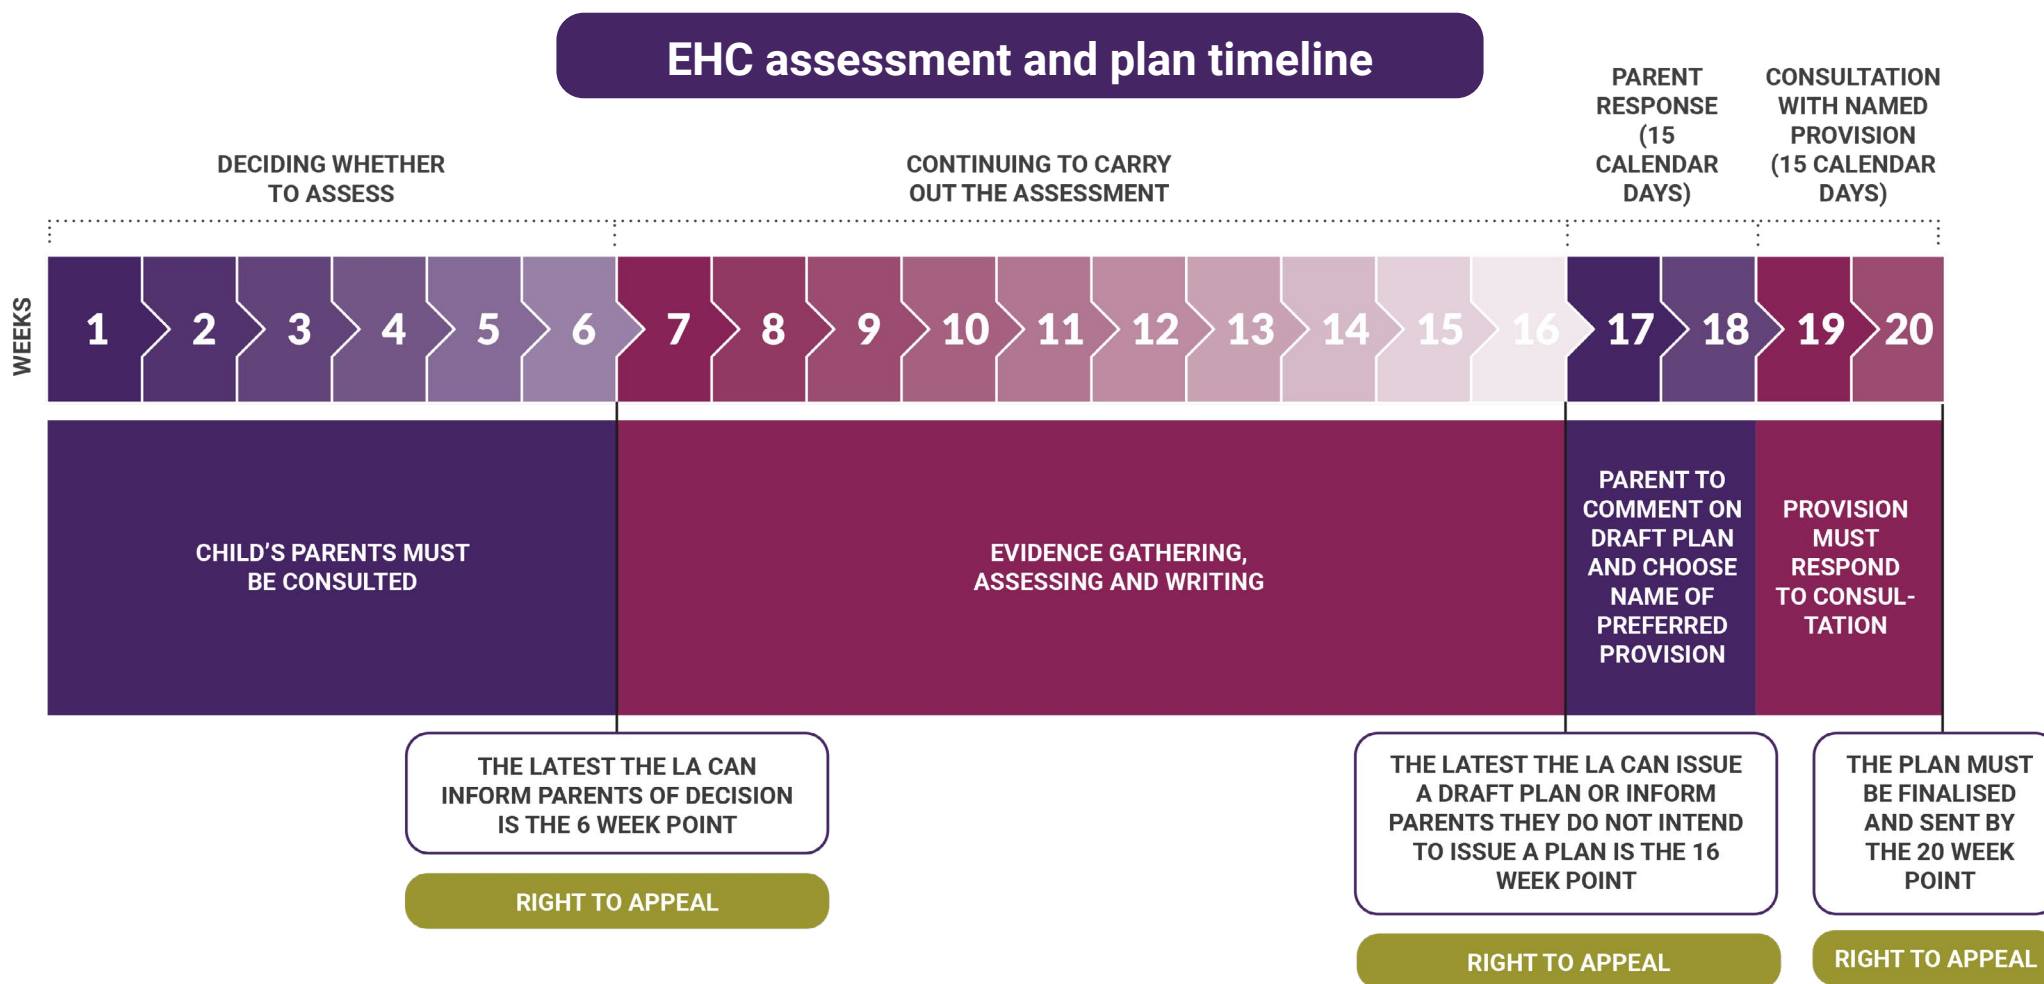 EHC assessment and plan timeline
DECIDING WHETHER
TO ASSESS
CONTINUING TO CARRY
OUT THE ASSESSMENT
PARENT
RESPONSE
(15
CALENDAR
DAYS)
CONSULTATION
WITH NAMED
PROVISION
(15 CALENDAR
DAYS)
WEEKS
1 2 3 4 5 6 7 8 9 10 11 12 13 14 15 16 17 18 19 20
CHILD’S PARENTS MUST
BE CONSULTED
EVIDENCE GATHERING,
ASSESSING AND WRITING
PARENT TO
COMMENT ON
DRAFT PLAN
AND CHOOSE
NAME OF
PREFERRED
PROVISION
PROVISION
MUST
RESPOND
TO CONSUL-
TATION
THE LATEST THE LA CAN
INFORM PARENTS OF DECISION
IS THE 6 WEEK POINT
RIGHT TO APPEAL
THE LATEST THE LA CAN ISSUE
A DRAFT PLAN OR INFORM
PARENTS THEY DO NOT INTEND
TO ISSUE A PLAN IS THE 16
WEEK POINT
RIGHT TO APPEAL
THE PLAN MUST
BE FINALISED
AND SENT BY
THE 20 WEEK
POINT
RIGHT TO APPEAL